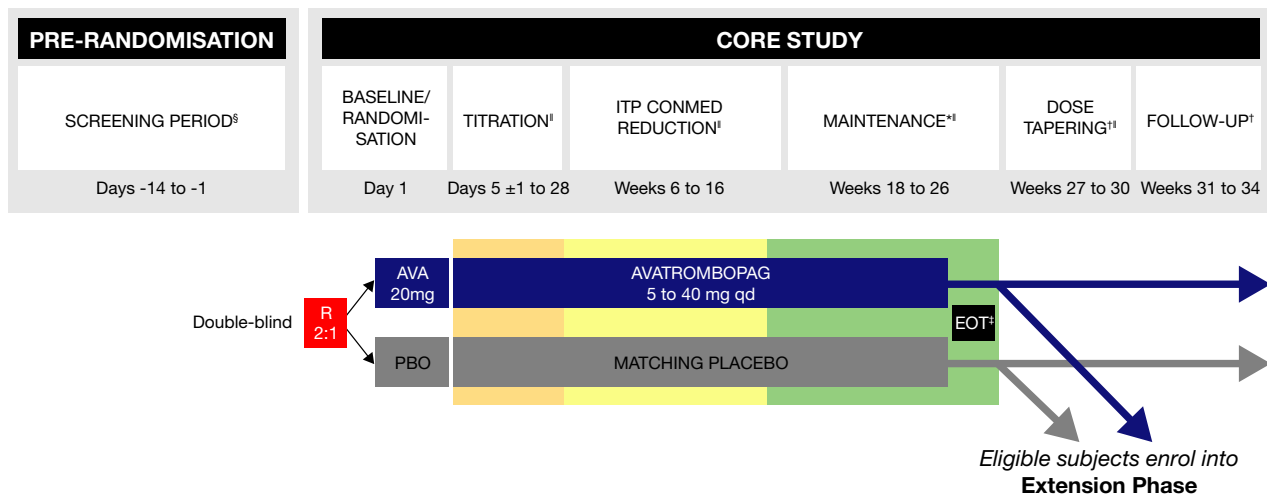 PRE-RANDOMISATION
CORE STUDY
SCREENING PERIOD§
BASELINE/
RANDOMI-
SATION
TITRATION‖
ITP CONMED
REDUCTION‖
MAINTENANCE*‖
DOSE
TAPERING†‖
FOLLOW-UP†
Days -14 to -1
Day 1
Days 5 ±1 to 28
Weeks 6 to 16
Weeks 18 to 26
Weeks 27 to 30
Weeks 31 to 34
Double-blind
R
2:1
AVA
20mg
AVATROMBOPAG
5 to 40 mg qd
EOT‡
PBO
MATCHING PLACEBO
Eligible subjects enrol into
Extension Phase